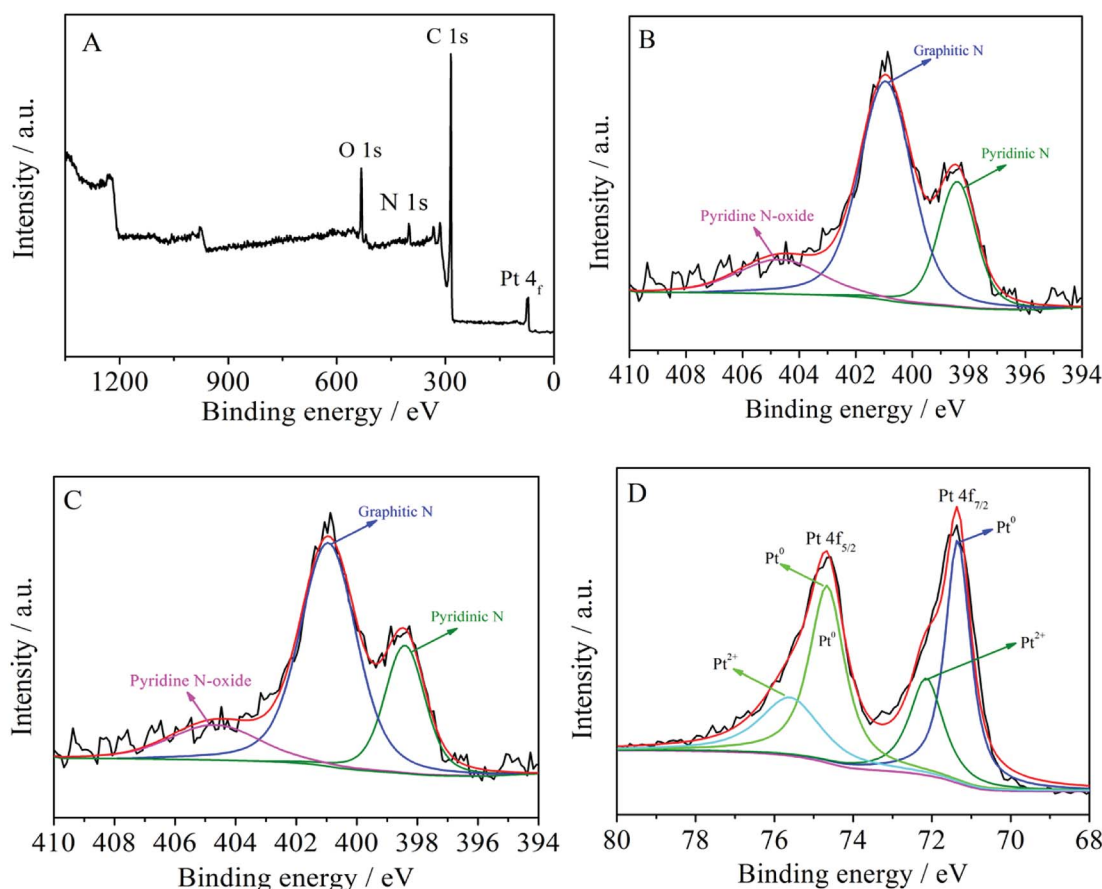 A
C 1s
O 1s
N 1s
Pt 4f
Intensity / a.u.
1200 900 600 300 0
Binding energy / eV
B
Graphitic N
Pyridinic N
Pyridine N-oxide
Intensity / a.u.
410 408 406 404 402 400 398 396 394
Binding energy / eV
C
Graphitic N
Pyridinic N
Pyridine N-oxide
Intensity / a.u.
410 408 406 404 402 400 398 396 394
Binding energy / eV
D
Pt 4f7/2
Pt0
Pt 4f5/2
Pt0
Pt0
Pt2+
Pt2+
Intensity / a.u.
80 78 76 74 72 70 68
Binding energy / eV